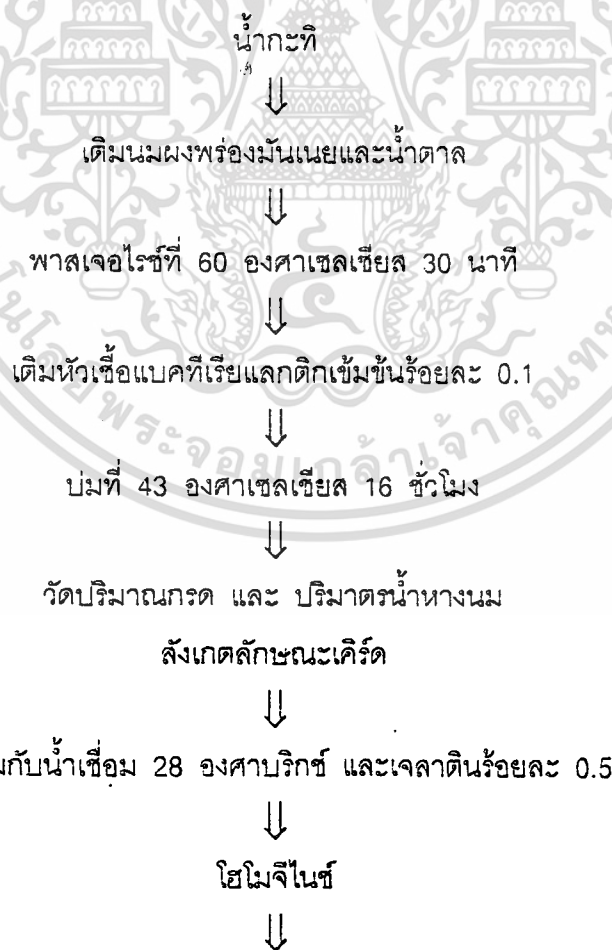 น้ำกะทิ
⇓
เติมนมผงพร่องมันเนยและน้ำตาล
⇓
พาสเจอไรซ์ที่ 60 องศาเซลเซียส 30 นาที
⇓
เติมหัวเชื้อแบคทีเรียแลกติกเข้มข้นร้อยละ 0.1
⇓
บ่มที่ 43 องศาเซลเซียส 16 ชั่วโมง
⇓
วัดปริมาณกรด และ ปริมาตรน้ำหางนม
สังเกตลักษณะเคิร์ด
⇓
กับน้ำเชื่อม 28 องศาบริกซ์ และเจลาตินร้อยละ 0.5
⇓
โฮโมจีไนซ์
⇓